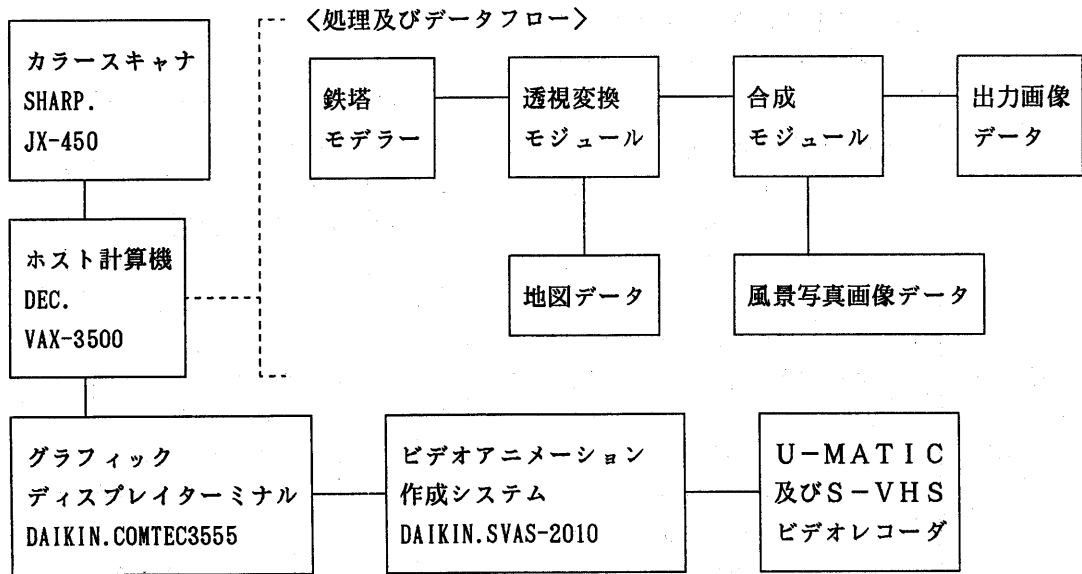 <処理及びデータフロー>
カラースキャナ
SHARP.
JX-450
鉄塔
モデラー
透視変換
モジュール
合成
モジュール
出力画像
データ
ホスト計算機
DEC.
VAX-3500
地図データ
風景写真画像データ
グラフィック
ディスプレイターミナル
DAIKIN.COMTEC3555
ビデオアニメーション
作成システム
DAIKIN.SVAS-2010
U-MATIC
及びS-VHS
ビデオレコーダ